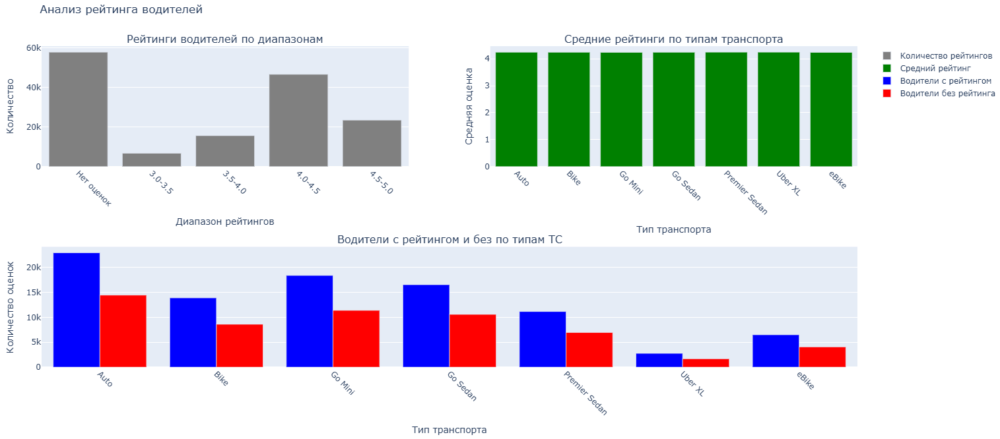 Анализ рейтинга водителей
Рейтинги водителей по диапазонам
Количество
60k
40k
20k
0
Нет оценок
3.0-3.5
3.5-4.0
4.0-4.5
4.5-5.0
Диапазон рейтингов
Средние рейтинги по типам транспорта
Средняя оценка
4
3
2
1
0
Auto
Bike
Go Mini
Go Sedan
Premier Sedan
Uber XL
eBike
Тип транспорта
Количество рейтингов
Средний рейтинг
Водители с рейтингом
Водители без рейтинга
Водители с рейтингом и без по типам ТС
Количество оценок
20k
15k
10k
5k
0
Auto
Bike
Go Mini
Go Sedan
Premier Sedan
Uber XL
eBike
Тип транспорта